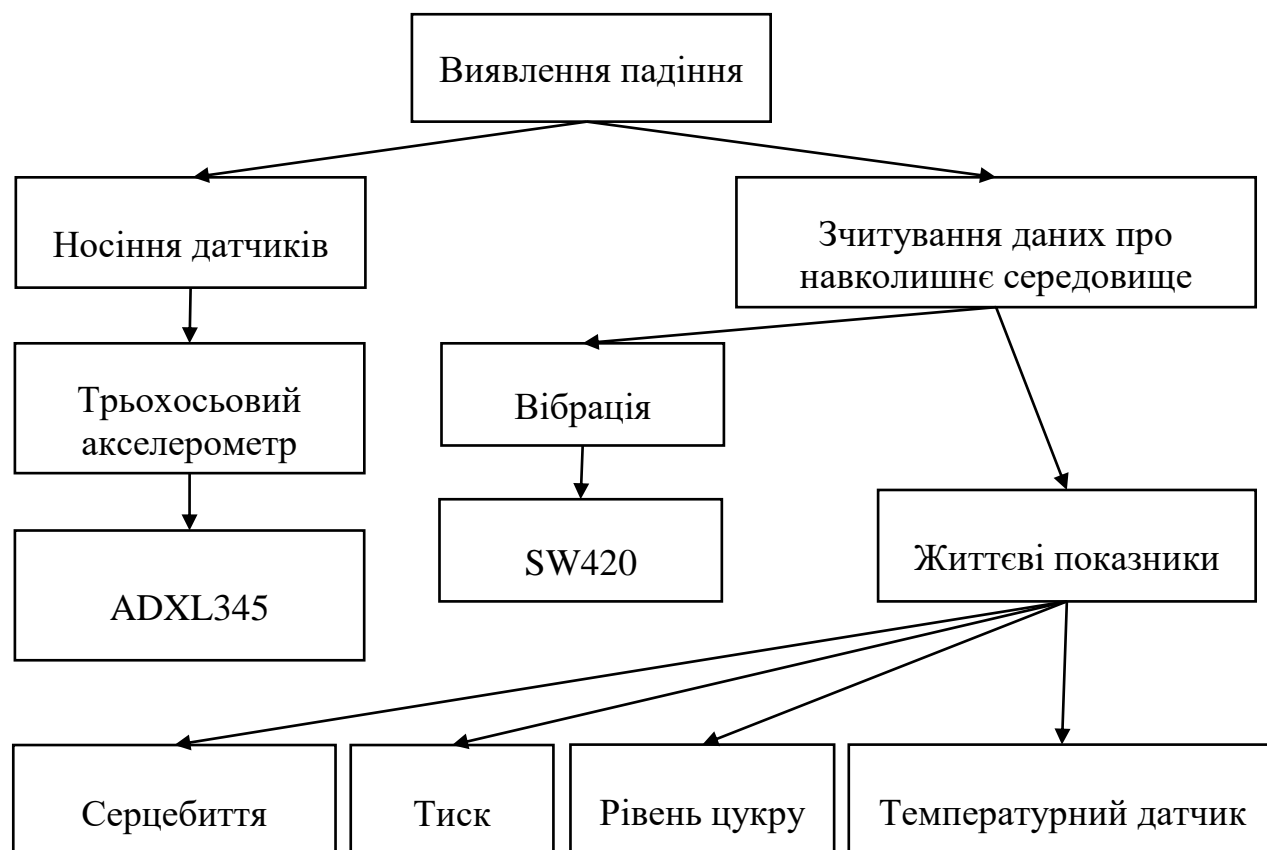 Виявлення падіння
Носіння датчиків
Зчитування даних про
навколишнє середовище
Трьохосьовий
акселерометр
Вібрація
ADXL345
SW420
Життєві показники
Серцебиття
Тиск
Рівень цукру
Температурний датчик